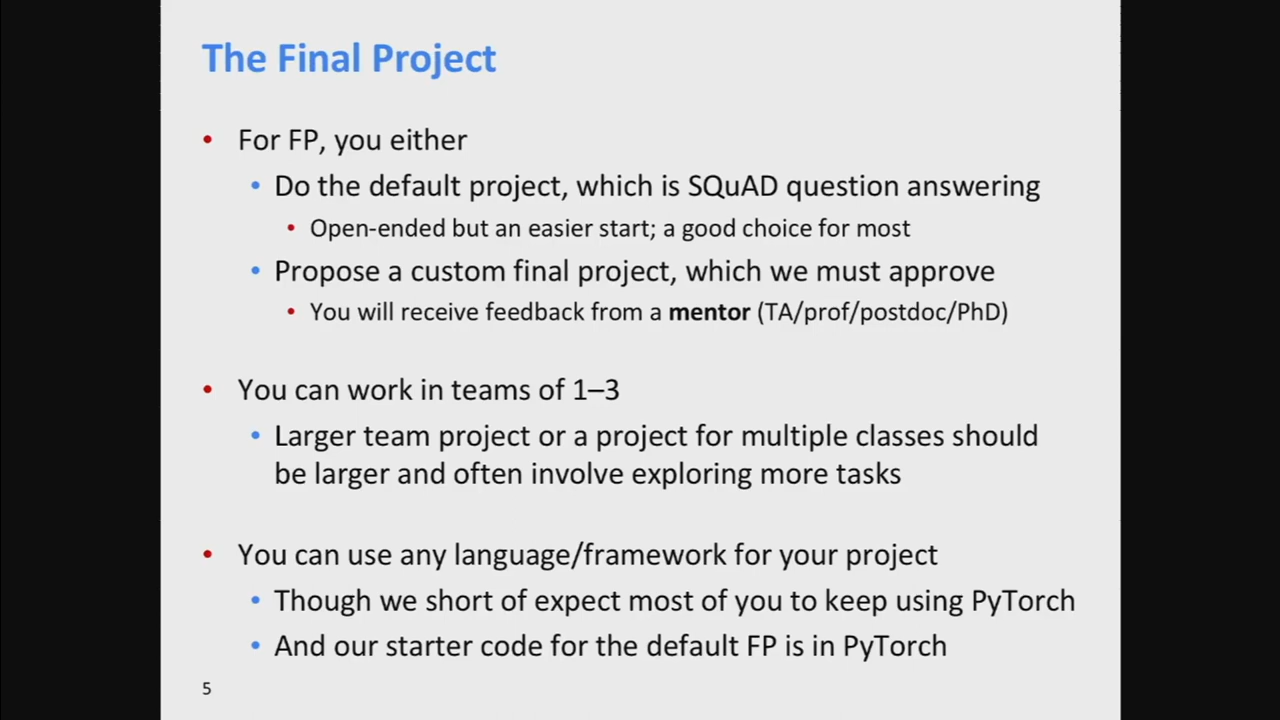 The Final Project
• For FP, you either
• Do the default project, which is SQuAD question answering
• Open-ended but an easier start; a good choice for most
• Propose a custom final project, which we must approve
• You will receive feedback from a mentor (TA/prof/postdoc/PhD)
• You can work in teams of 1–3
• Larger team project or a project for multiple classes should
be larger and often involve exploring more tasks
• You can use any language/framework for your project
• Though we short of expect most of you to keep using PyTorch
• And our starter code for the default FP is in PyTorch
5